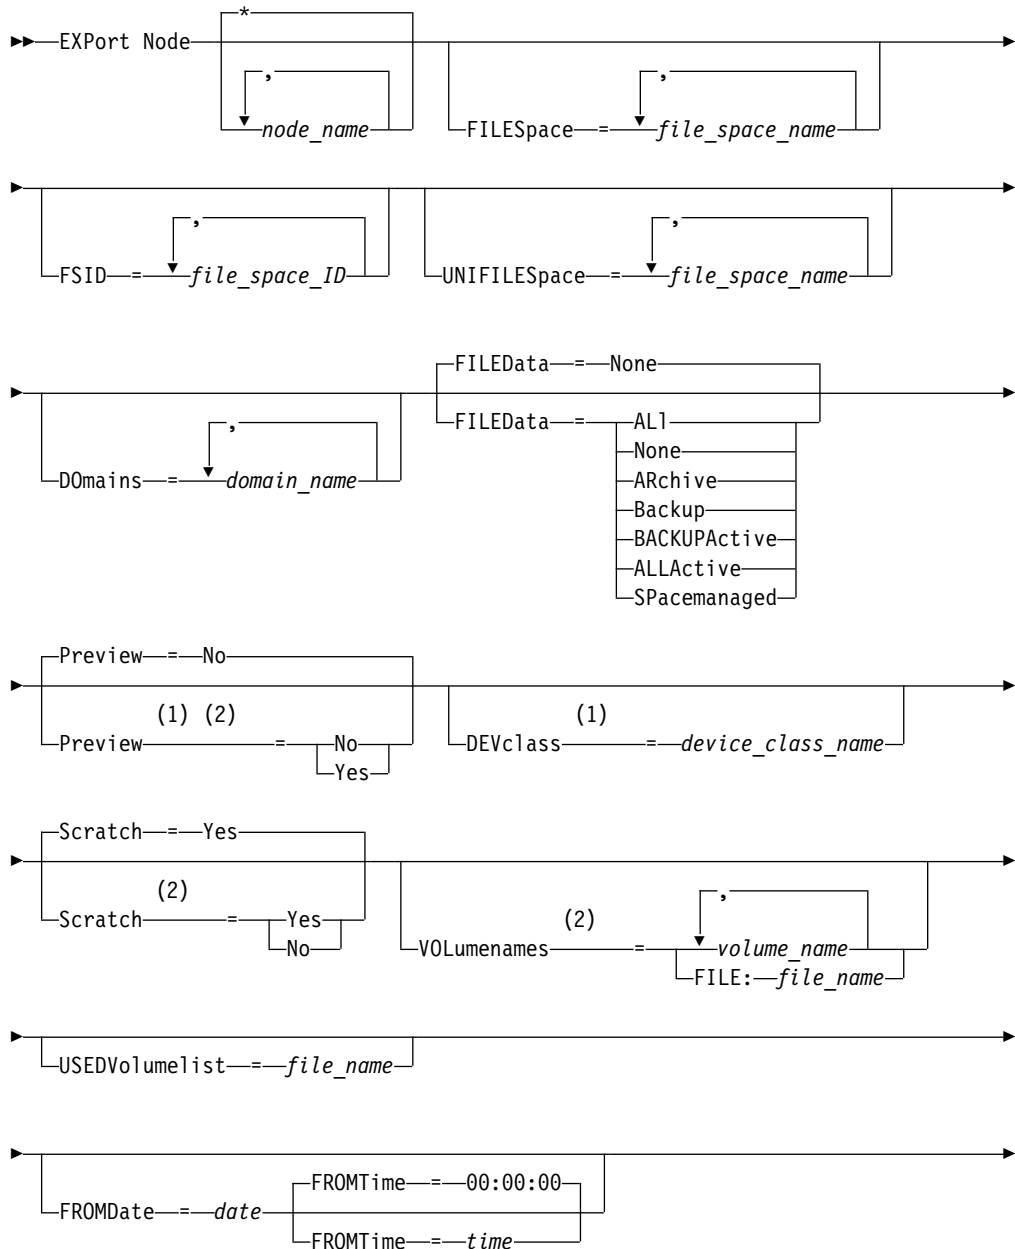 *
EXPort Node
, ,
node_name FILESpace = file_space_name
, ,
FSID = file_space_ID UNIFILESpace = file_space_name
FILEData = None
, FILEData = ALl
DOmains = domain_name None
ARchive
Backup
BACKUPActive
ALLActive
SPacemanaged
Preview = No
(1) (2) (1)
Preview = No DEVclass = device_class_name
Yes
Scratch = Yes
(2) ,
Scratch = Yes (2) volume_name
No VOLumenames =
FILE: file_name
USEDVolumelist = file_name
FROMTime = 00:00:00
FROMDate = date
FROMTime = time